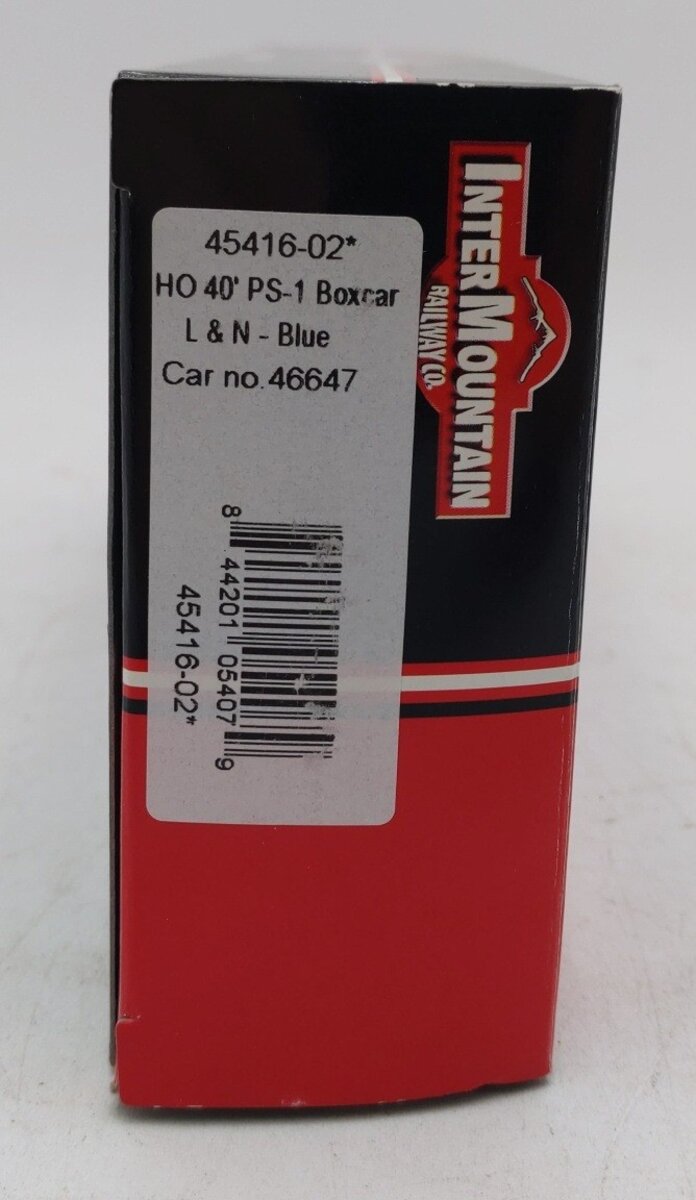 45416-02*
HO 40' PS-1 Boxcar
L & N - Blue
Car no. 46647
8 44201 05407 9
45416-02*
INTERMOUNTAIN
RAILWAY CO.